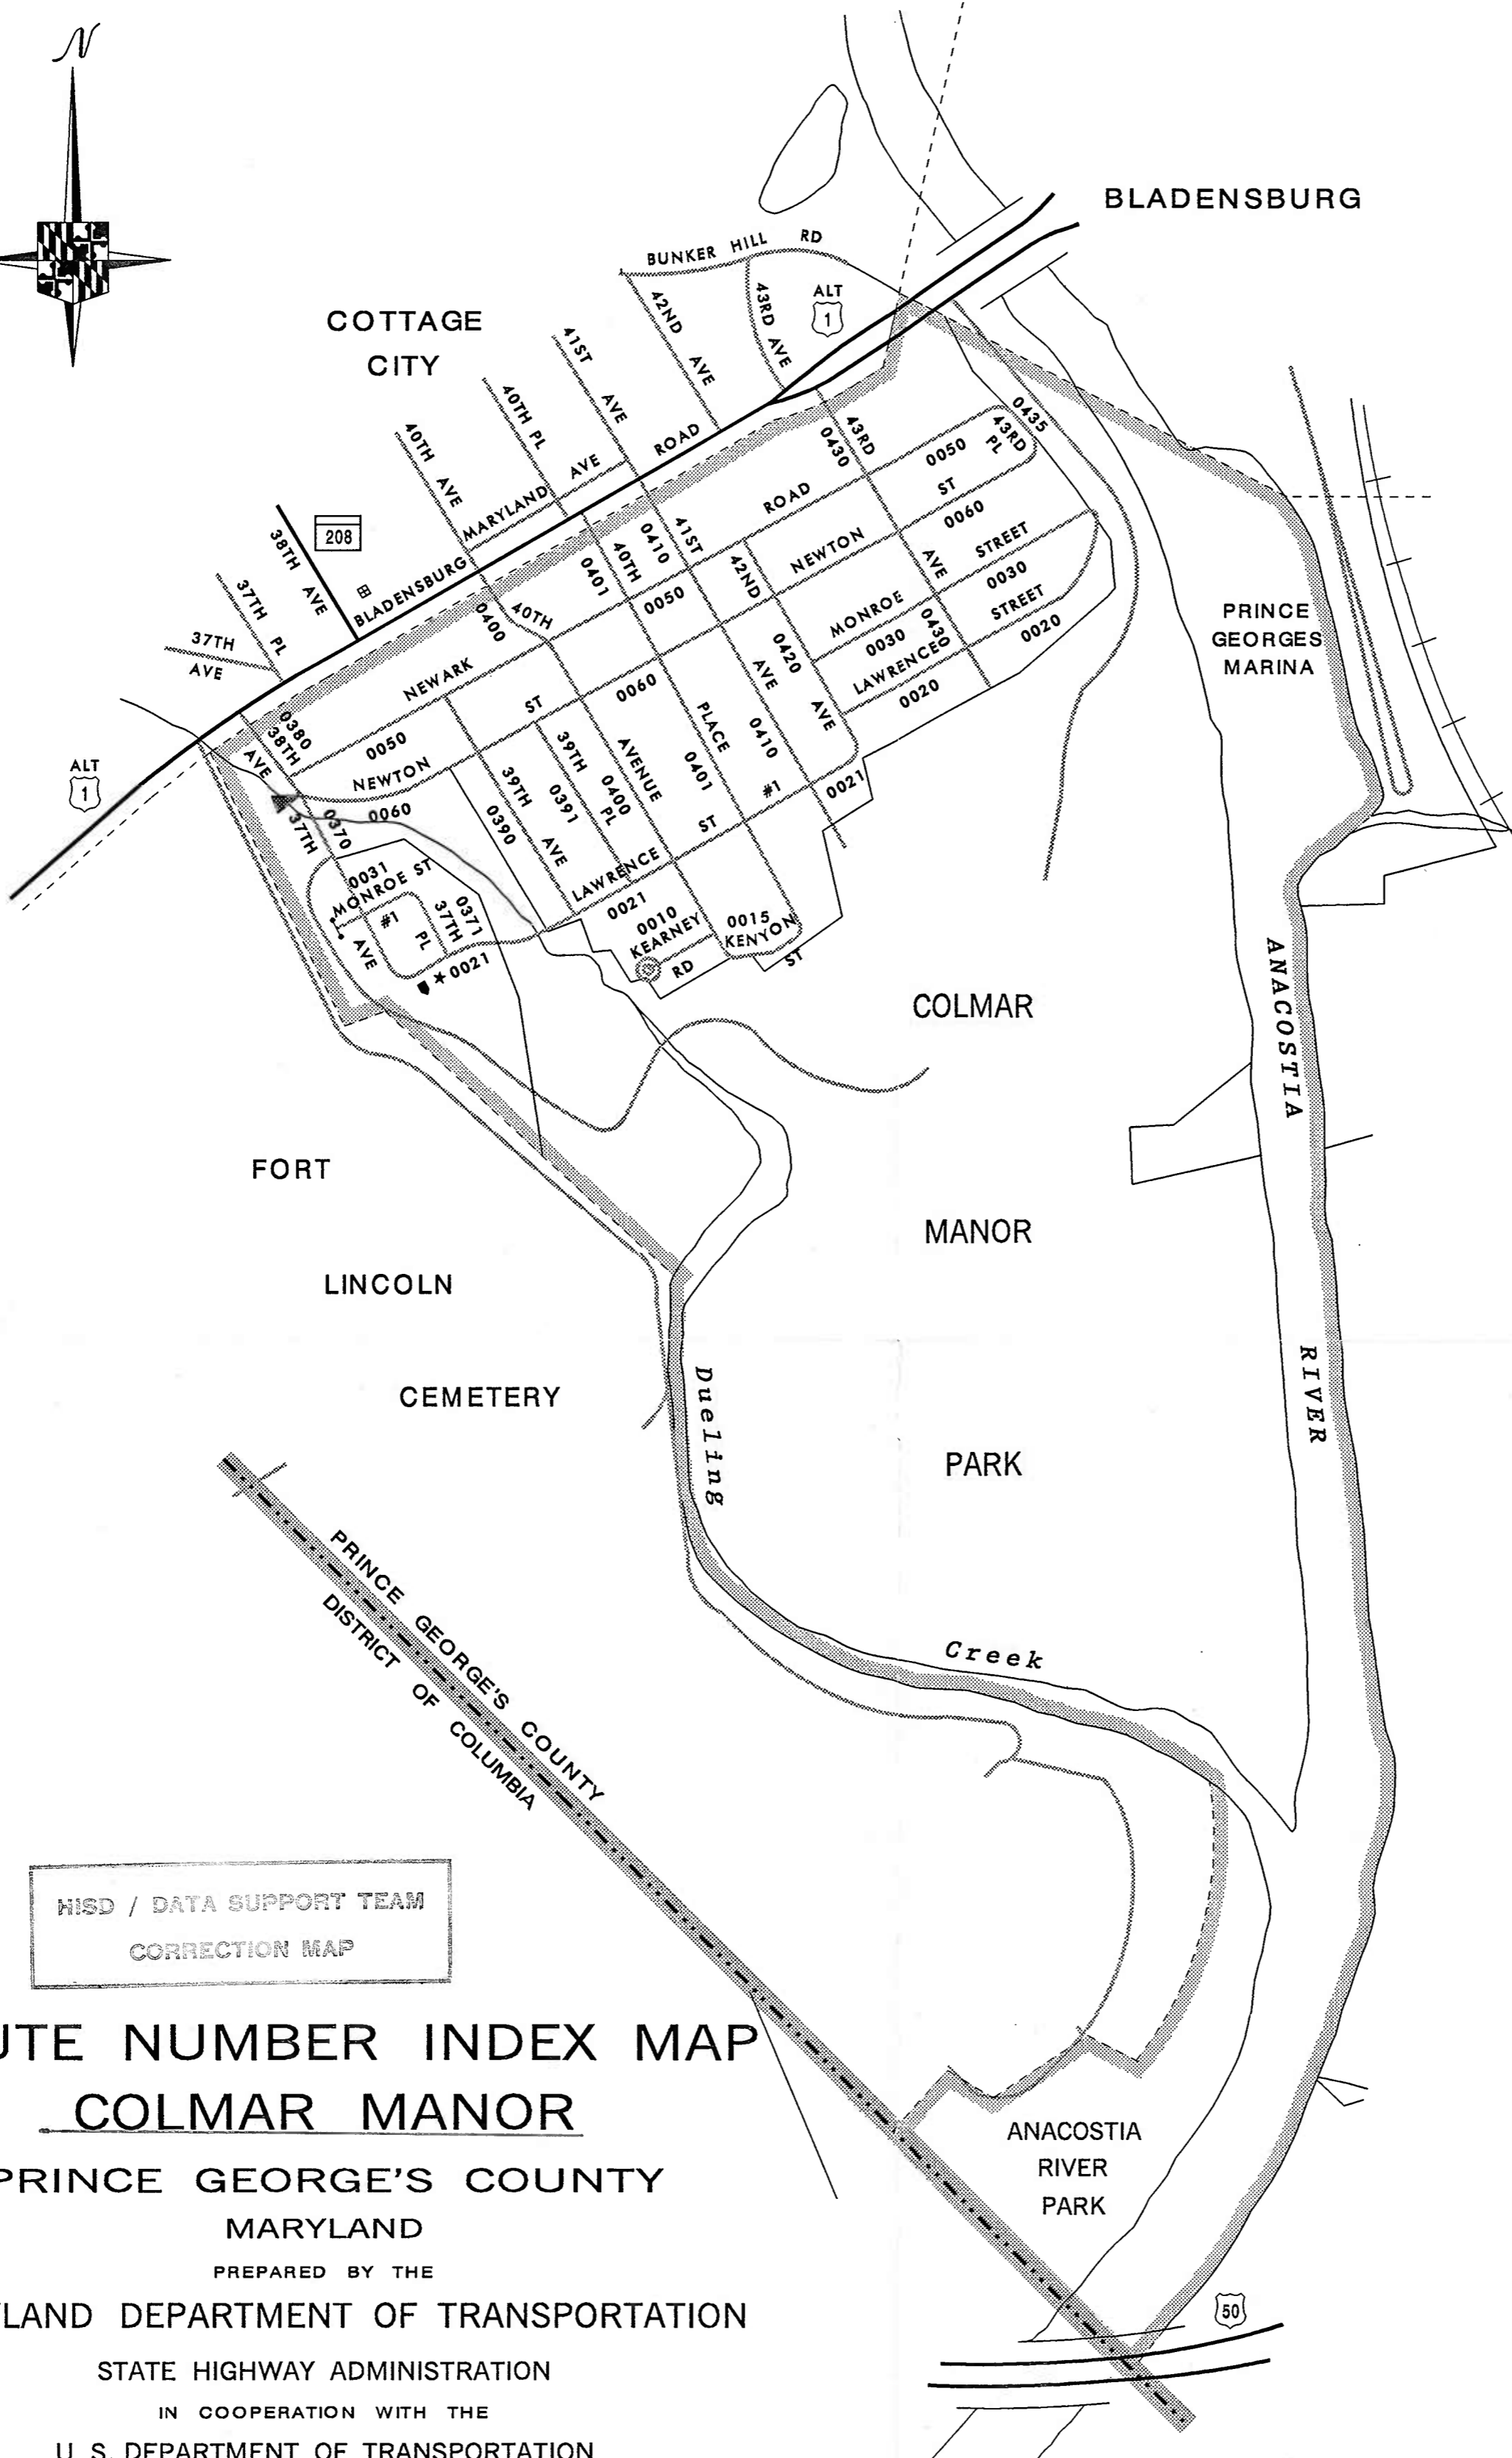 N
BLADENSBURG
BUNKER HILL RD
COTTAGE
CITY
ALT
1
42ND AVE
43RD AVE
41ST AVE
40TH PL
40TH AVE
MARYLAND AVE
BLADENSBURG ROAD
208
38TH AVE
37TH PL
37TH
AVE
ALT
1
0435
43RD
PL
43RD AVE
0430
0430
0050
NEWARK ROAD
0050
0050
NEWTON ST
0060
NEWTON ST
0060
0060
MONROE STREET
0030
0030
LAWRENCE STREET
0020
0020
41ST AVE
0410
0410
42ND AVE
0420
40TH PLACE
0401
0401
40TH AVENUE
0400
0400
39TH PL
0391
39TH AVE
0390
0380
38TH
AVE
37TH AVE
0370
0031
MONROE ST
#1
37TH PL
0371
0021
LAWRENCE ST
#1
0021
0021
0010
KEARNEY
RD
0015
KENYON
ST
PRINCE
GEORGES
MARINA
COLMAR
MANOR
PARK
ANACOSTIA
RIVER
FORT
LINCOLN
CEMETERY
Dueling
Creek
PRINCE GEORGE'S COUNTY
DISTRICT OF COLUMBIA
HISD / DATA SUPPORT TEAM
CORRECTION MAP
UTE NUMBER INDEX MAP
COLMAR MANOR
PRINCE GEORGE'S COUNTY
MARYLAND
PREPARED BY THE
LAND DEPARTMENT OF TRANSPORTATION
STATE HIGHWAY ADMINISTRATION
IN COOPERATION WITH THE
U. S. DEPARTMENT OF TRANSPORTATION
ANACOSTIA
RIVER
PARK
50